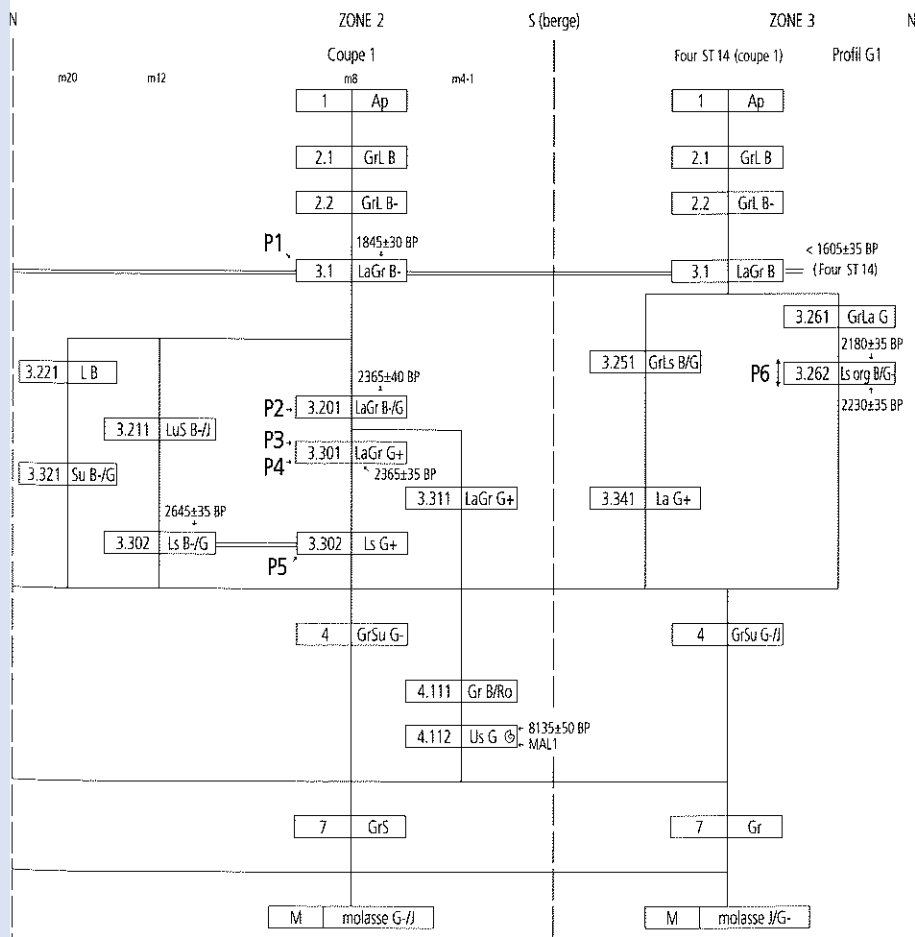 N ZONE 2 S (berge) ZONE 3 N
Coupe 1 Four ST 14 (coupe 1) Profil G1
m20 m12 m8 m4-1
1 Ap 1 Ap
2.1 GrL B 2.1 GrL B
2.2 GrL B- 2.2 GrL B-
P1 1845±30 BP < 1605±35 BP
3.1 LaGr B- 3.1 LaGr B (Four ST 14)
3.261 GrLa G
2180±35 BP
3.221 L B 3.251 GrLs B/G P6 3.262 Ls org B/G-
2365±40 BP 2230±35 BP
P2 3.201 LaGr B-/G
3.211 LuS B-/J P3
3.301 LaGr G+
P4
3.321 Su B-/G 2365±35 BP
3.311 LaGr G+ 3.341 La G+
2645±35 BP
3.302 Ls B-/G 3.302 Ls G+
P5
4 GrSu G- 4 GrSu G-/J
4.111 Gr B/Ro
4.112 Us G 8135±50 BP
MAL1
7 GrS 7 Gr
M molasse G-/J M molasse J/G-